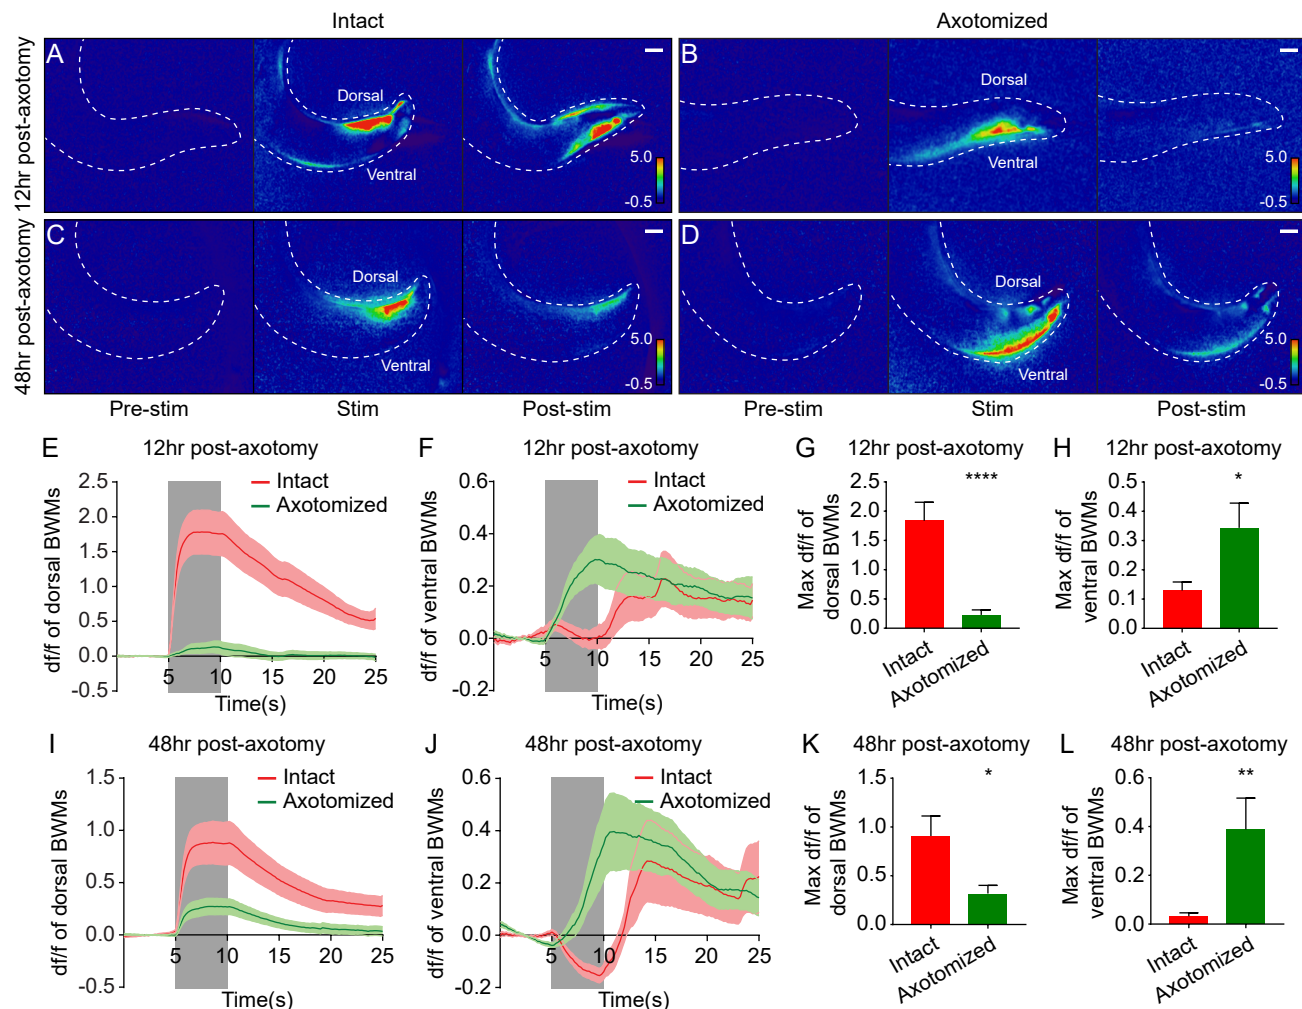 Intact
Axotomized
12hr post-axotomy
A
Dorsal
Ventral
5.0
-0.5
B
Dorsal
Ventral
5.0
-0.5
48hr post-axotomy
C
Dorsal
Ventral
5.0
-0.5
D
Dorsal
Ventral
5.0
-0.5
Pre-stim
Stim
Post-stim
Pre-stim
Stim
Post-stim
E
12hr post-axotomy
Intact
Axotomized
df/f of dorsal BWMs
2.5
2.0
1.5
1.0
0.5
0.0
-0.5
5 10 15 20 25
Time(s)
F
12hr post-axotomy
Intact
Axotomized
df/f of ventral BWMs
0.6
0.4
0.2
0.0
-0.2
5 10 15 20 25
Time(s)
G
12hr post-axotomy
****
Max df/f of
dorsal BWMs
2.5
2.0
1.5
1.0
0.5
0.0
Intact
Axotomized
H
12hr post-axotomy
*
Max df/f of
ventral BWMs
0.5
0.4
0.3
0.2
0.1
0.0
Intact
Axotomized
I
48hr post-axotomy
Intact
Axotomized
df/f of dorsal BWMs
1.5
1.0
0.5
0.0
-0.5
5 10 15 20 25
Time(s)
J
48hr post-axotomy
Intact
Axotomized
df/f of ventral BWMs
0.6
0.4
0.2
0.0
-0.2
5 10 15 20 25
Time(s)
K
48hr post-axotomy
*
Max df/f of
dorsal BWMs
1.5
1.0
0.5
0.0
Intact
Axotomized
L
48hr post-axotomy
**
Max df/f of
ventral BWMs
0.6
0.4
0.2
0.0
Intact
Axotomized